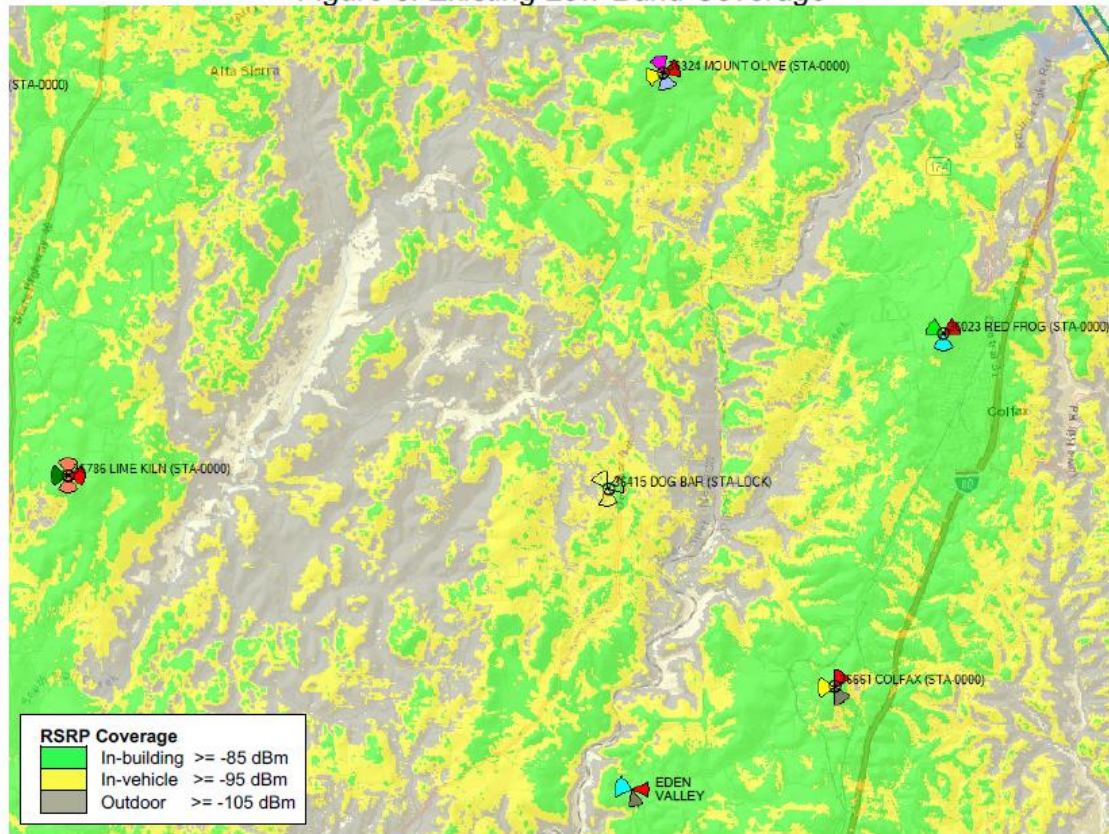 Alta Sierra
(STA-0000)
324 MOUNT OLIVE (STA-0000)
174
023 RED FROG (STA-0000)
Colfax
80
786 LIME KILN (STA-0000)
36415 DOG BAR (STA-LOCK)
5661 COLFAX (STA-0000)
EDEN
VALLEY
RSRP Coverage
In-building >= -85 dBm
In-vehicle >= -95 dBm
Outdoor >= -105 dBm